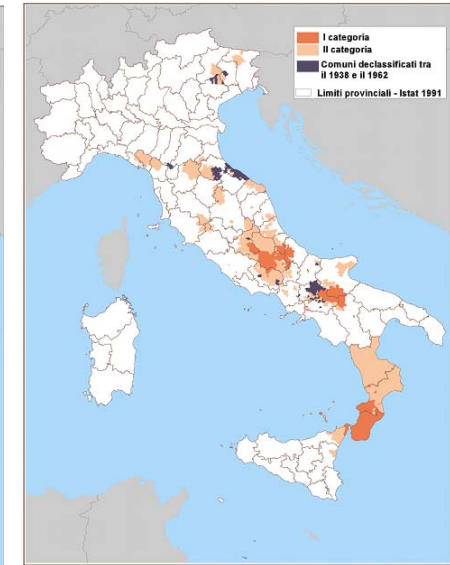 I categoria
II categoria
Comuni declassificati tra
il 1938 e il 1962
Limiti provinciali - Istat 1991